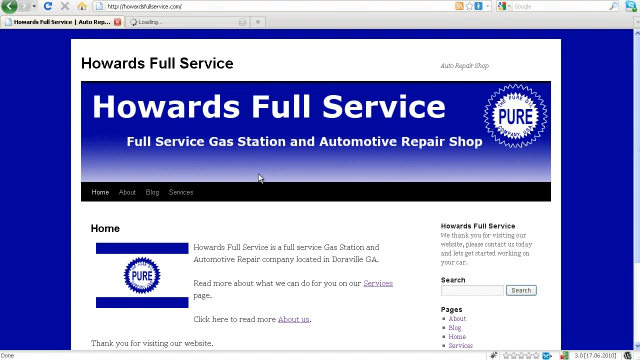 http://howardsfullservice.com/
Google
Howards Full Service | Auto Rep...
Loading...
Howards Full Service
Auto Repair Shop
Howards Full Service
Full Service Gas Station and Automotive Repair Shop
PURE
Home About Blog Services
Home
Howards Full Service is a full service Gas Station and
Automotive Repair company located in Doraville GA.
PURE
Read more about what we can do for you on our Services
page.
Click here to read more About us.
Thank you for visiting our website.
Howards Full Service
We thank you for visiting our
website, please contact us today
and lets get started working on
your car.
Search
Search
Pages
About
Blog
Home
Services
Done
3.0 [17.06.2010]